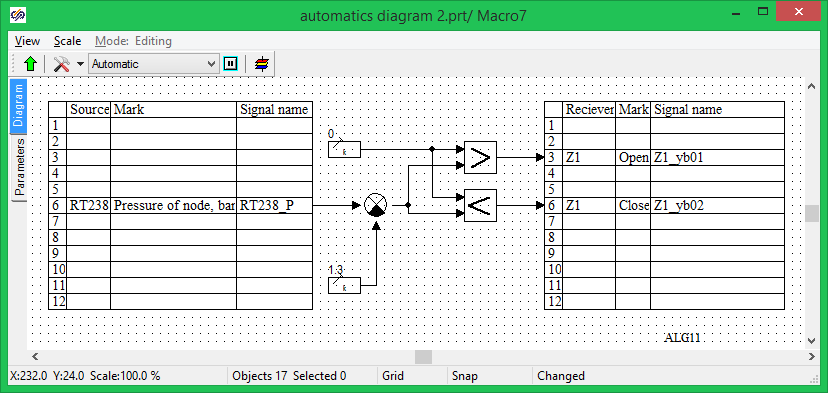 automatics diagram 2.prt/ Macro7
View Scale Mode: Editing
Automatic
Diagram
Parameters
Source Mark Signal name
1
2
3
4
5
6 RT238 Pressure of node, bar RT238_P
7
8
9
10
11
12
0
k
1.3
k
>
<
Reciever Mark Signal name
1
2
3 Z1 Open Z1_yb01
4
5
6 Z1 Close Z1_yb02
7
8
9
10
11
12
ALG11
X:232.0 Y:24.0 Scale:100.0 % Objects 17 Selected 0 Grid Snap Changed